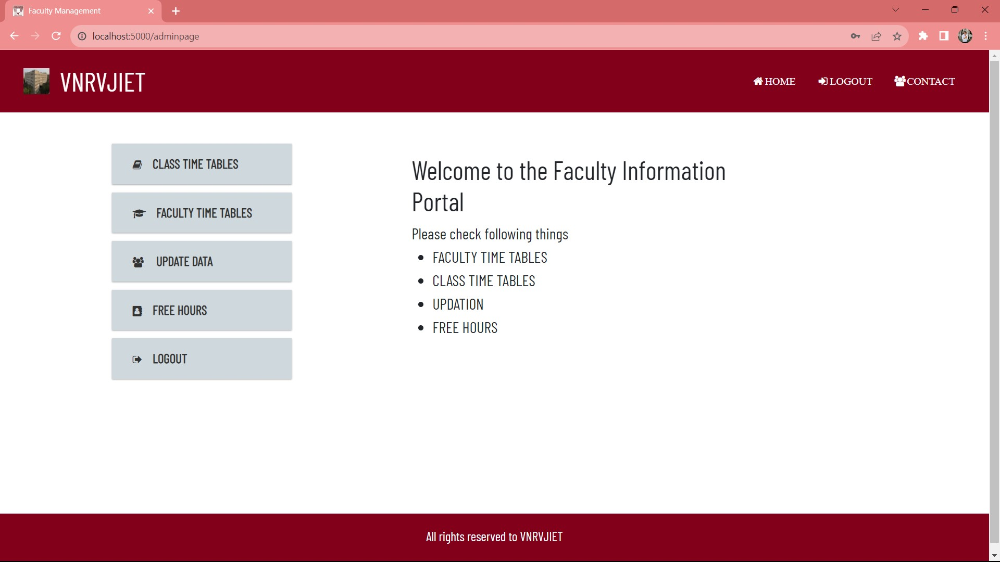 Faculty Management
localhost:5000/adminpage
VNRVJIET
HOME
LOGOUT
CONTACT
CLASS TIME TABLES
FACULTY TIME TABLES
UPDATE DATA
FREE HOURS
LOGOUT
Welcome to the Faculty Information
Portal
Please check following things
FACULTY TIME TABLES
CLASS TIME TABLES
UPDATION
FREE HOURS
All rights reserved to VNRVJIET